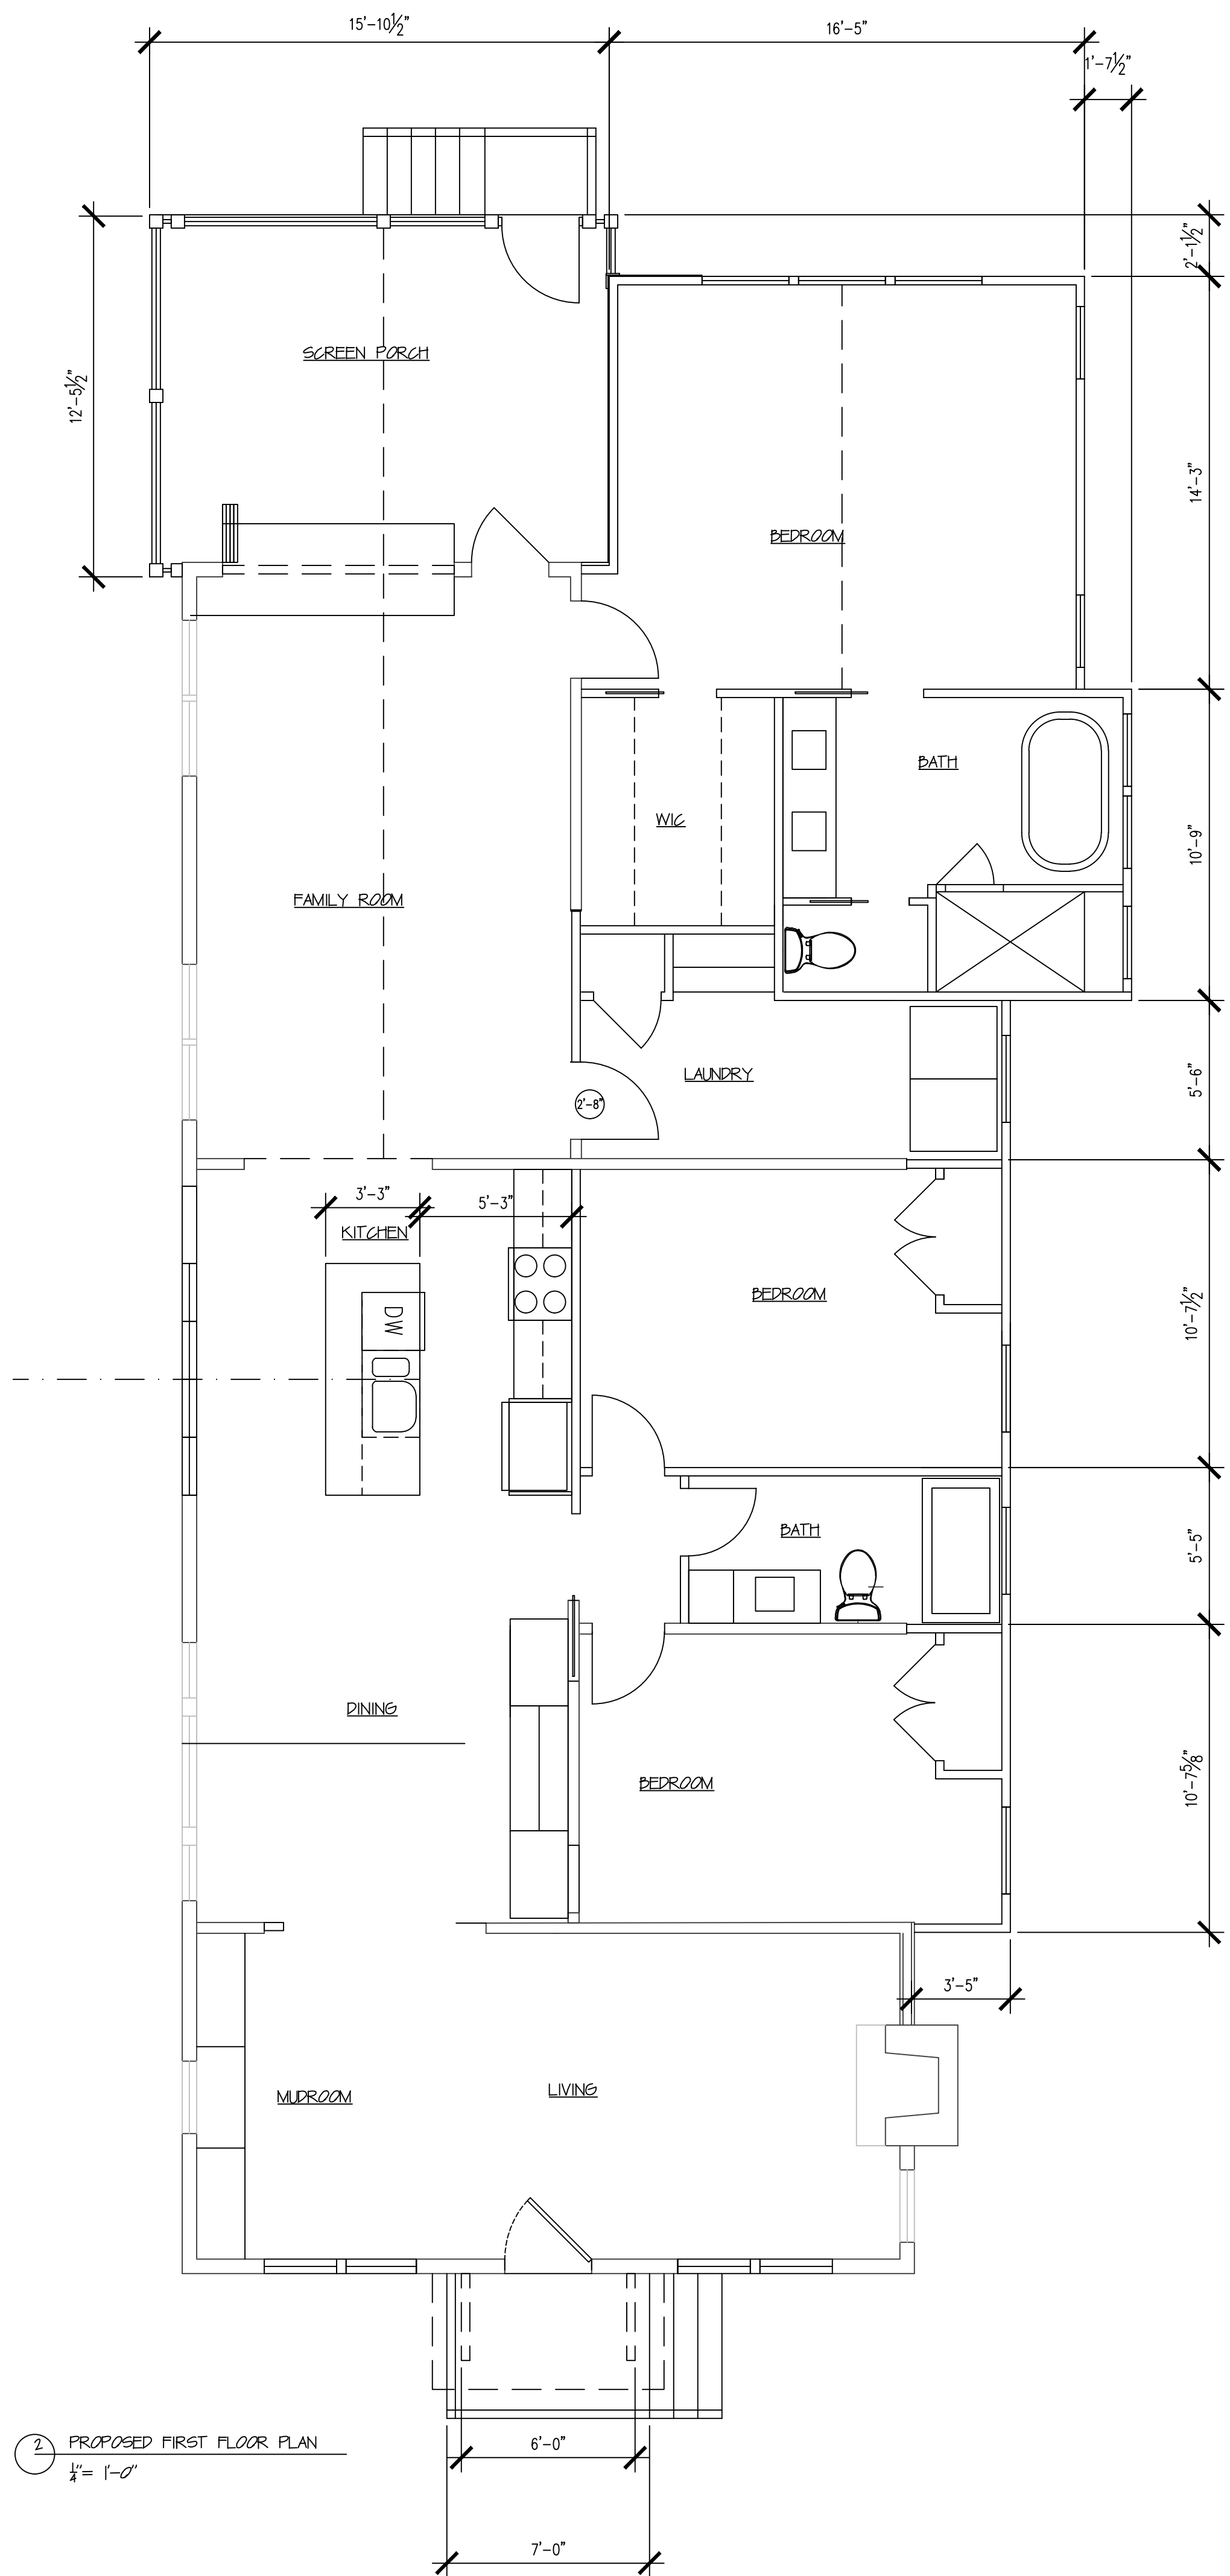 15'-10½"
16'-5"
1'-7½"
2'-1½"
12'-5½"
SCREEN PORCH
14'-3"
BEDROOM
BATH
WIC
10'-9"
FAMILY ROOM
LAUNDRY
5'-6"
2'-8"
3'-3"
5'-3"
KITCHEN
BEDROOM
10'-7½"
DW
BATH
5'-5"
DINING
BEDROOM
10'-7⅝"
3'-5"
MUDROOM
LIVING
2 PROPOSED FIRST FLOOR PLAN
¼"= 1'-0"
6'-0"
7'-0"